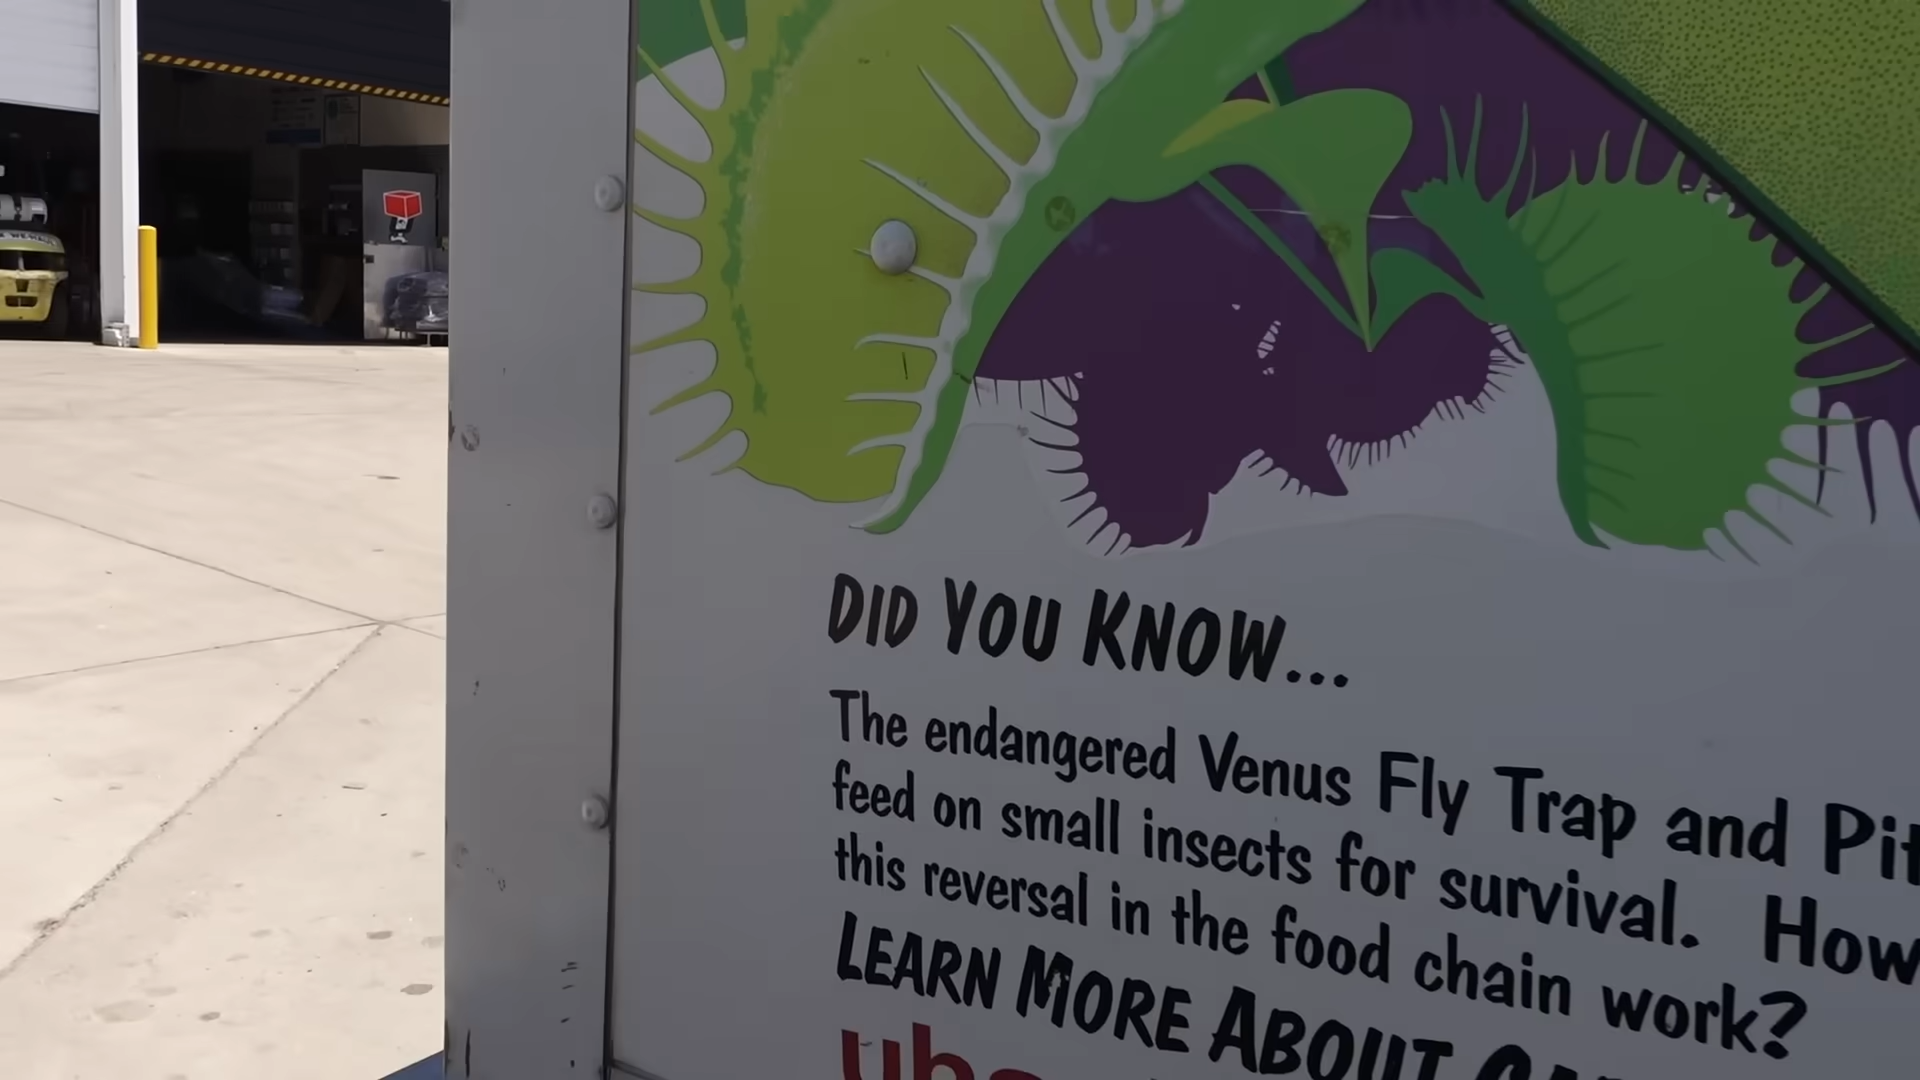 DID YOU KNOW...
The endangered Venus Fly Trap and Pit
feed on small insects for survival. How
this reversal in the food chain work?
LEARN MORE ABOUT